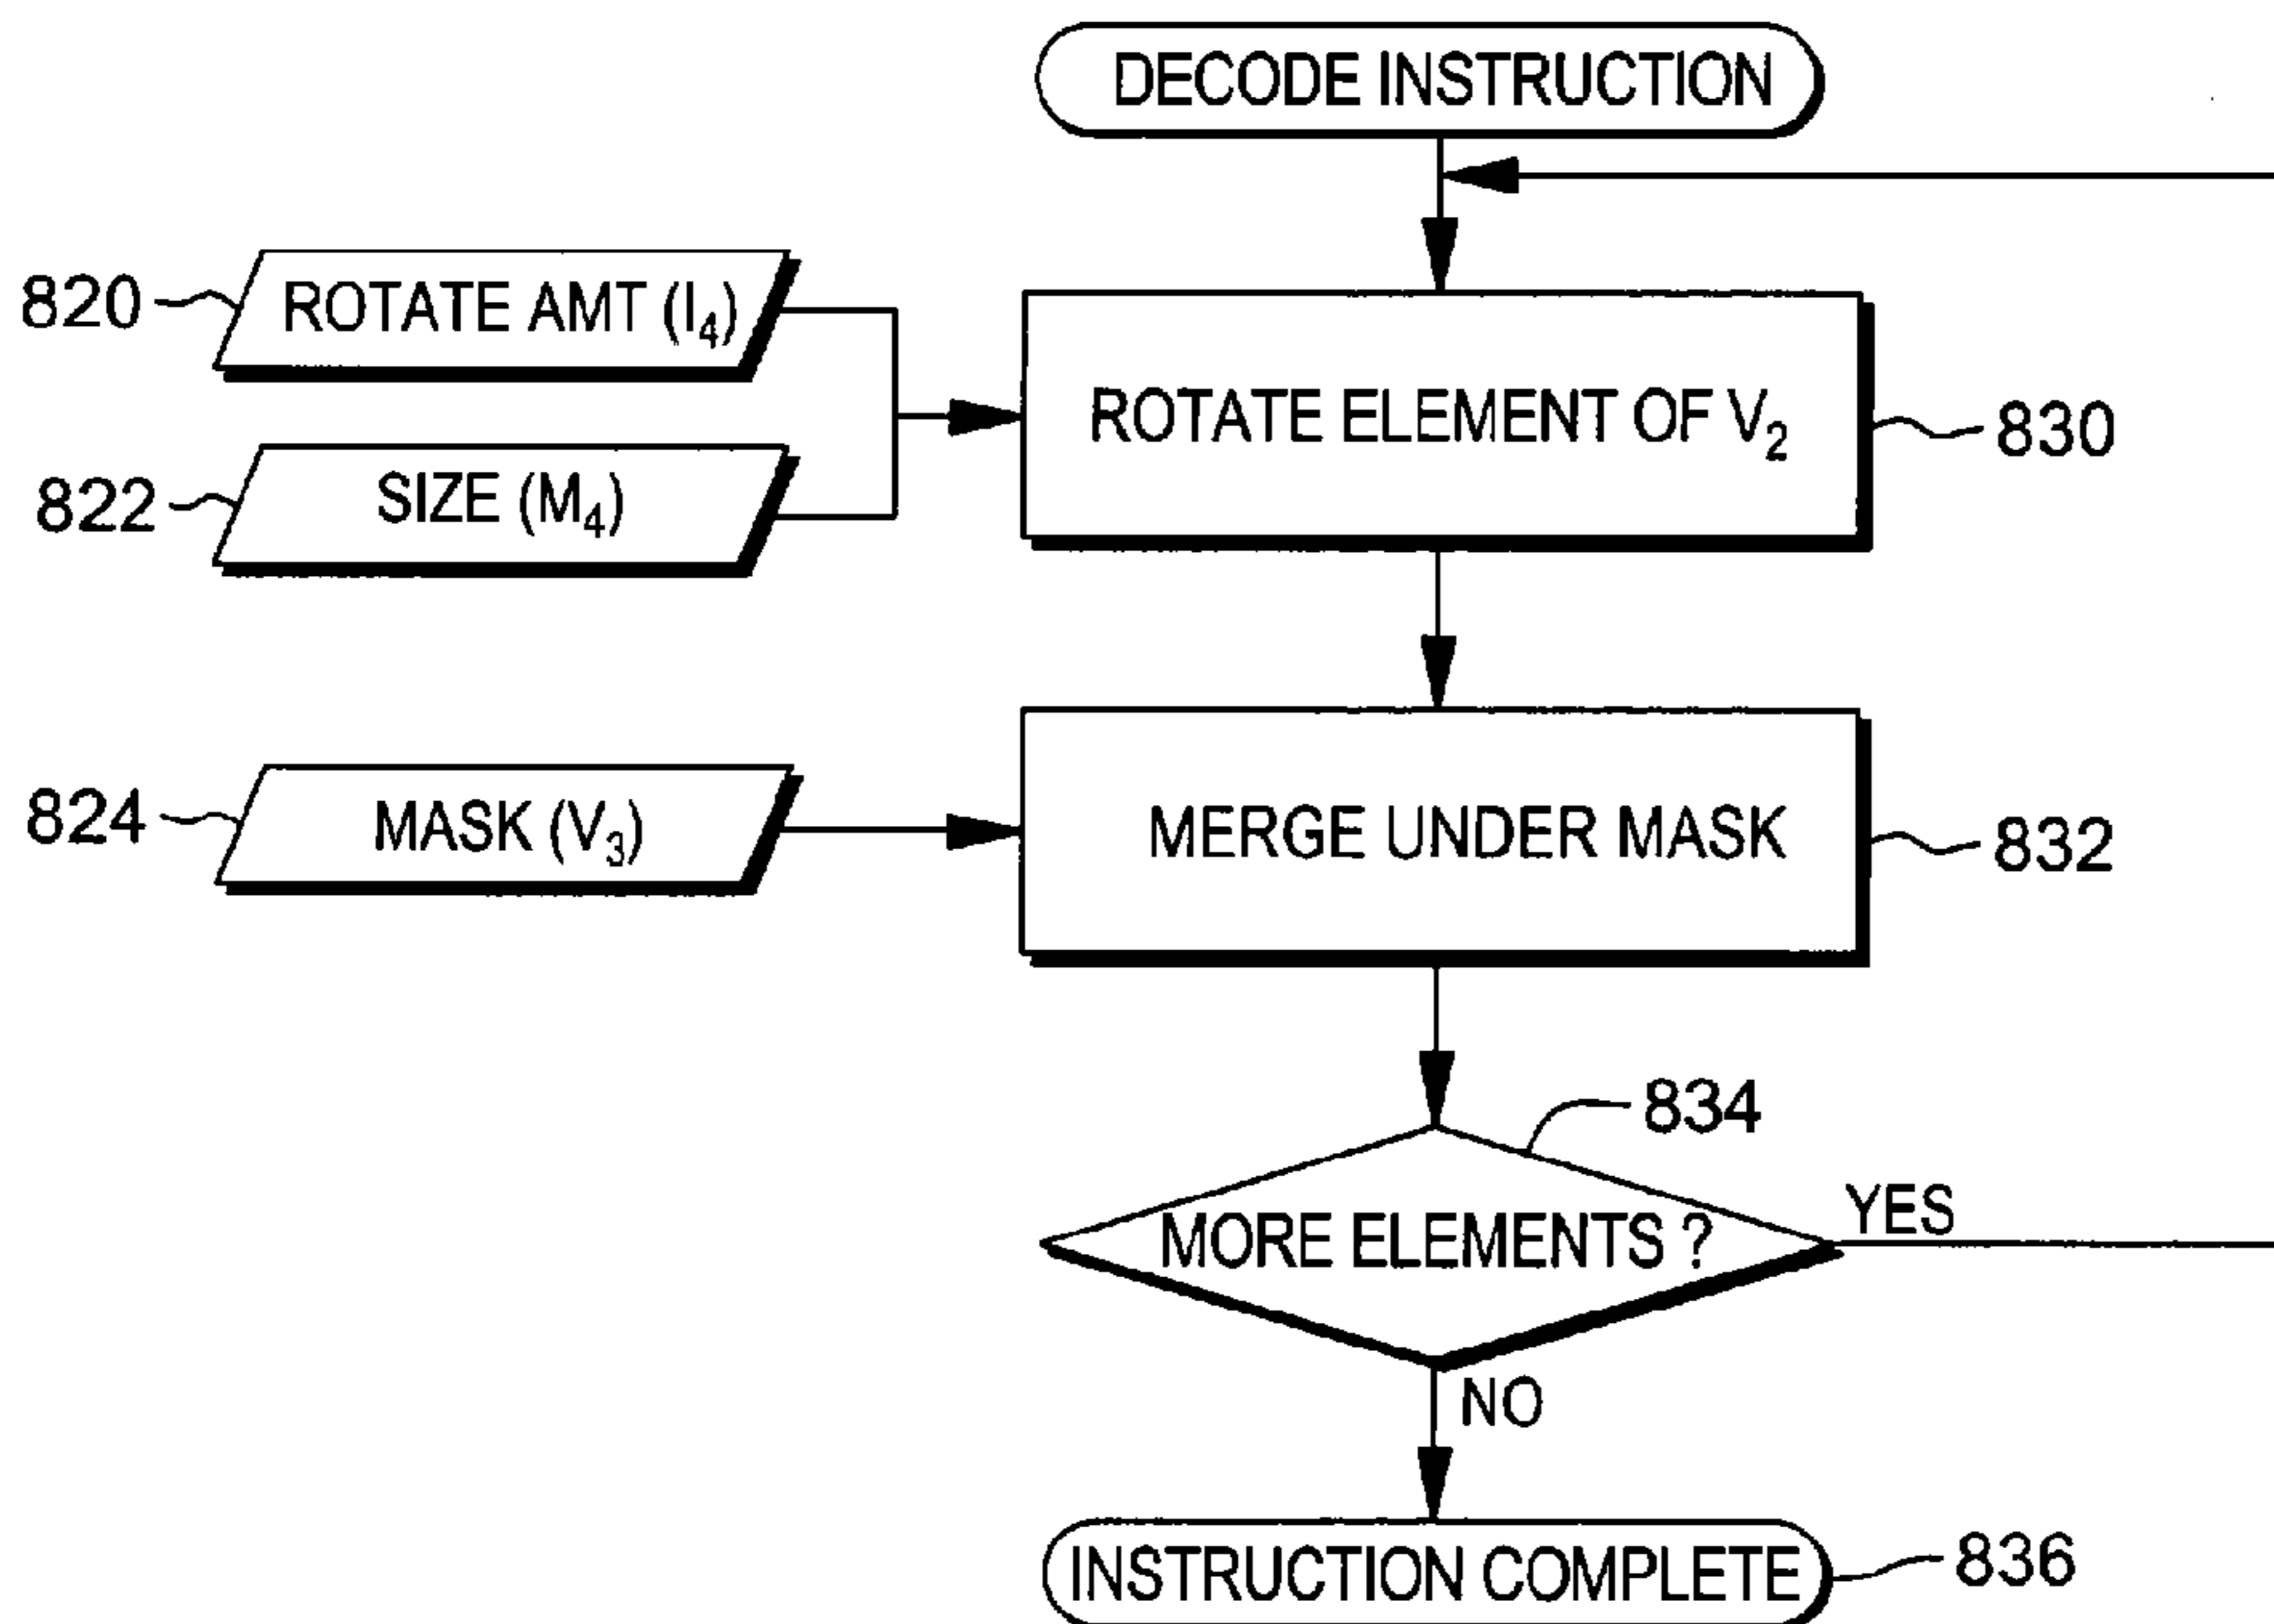 DECODE INSTRUCTION
820 ROTATE AMT (I₄)
822 SIZE (M₄)
ROTATE ELEMENT OF V₂ 830
824 MASK (V₃)
MERGE UNDER MASK 832
834
MORE ELEMENTS ?
YES
NO
INSTRUCTION COMPLETE 836